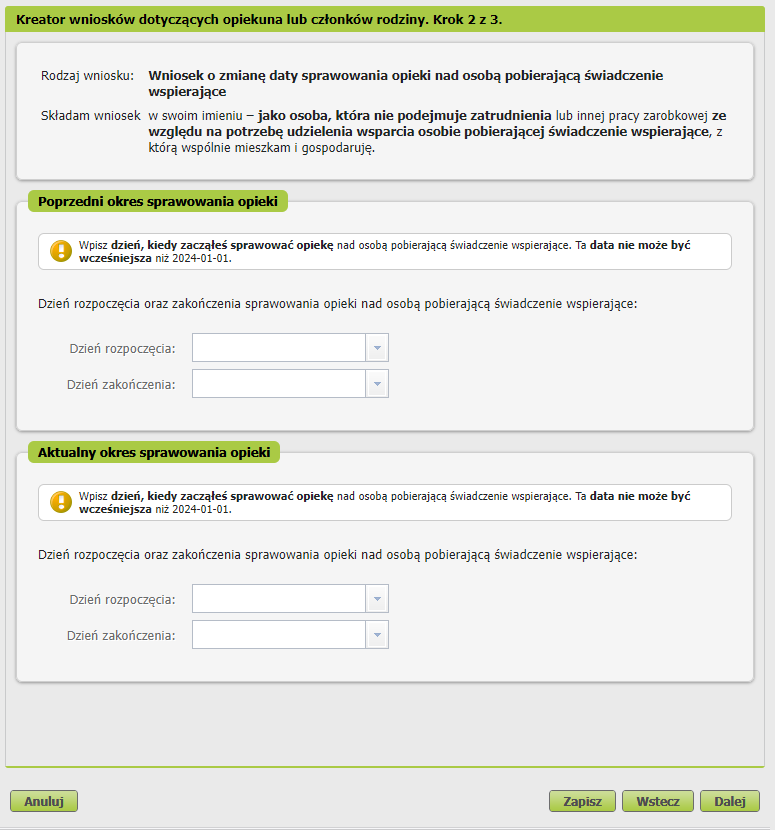 Kreator wniosków dotyczących opiekuna lub członków rodziny. Krok 2 z 3.
Rodzaj wniosku: Wniosek o zmianę daty sprawowania opieki nad osobą pobierającą świadczenie
wspierające
Składam wniosek w swoim imieniu – jako osoba, która nie podejmuje zatrudnienia lub innej pracy zarobkowej ze
względu na potrzebę udzielenia wsparcia osobie pobierającej świadczenie wspierające, z
którą wspólnie mieszkam i gospodaruję.
Poprzedni okres sprawowania opieki
Wpisz dzień, kiedy zacząłeś sprawować opiekę nad osobą pobierającą świadczenie wspierające. Ta data nie może być
wcześniejsza niż 2024-01-01.
Dzień rozpoczęcia oraz zakończenia sprawowania opieki nad osobą pobierającą świadczenie wspierające:
Dzień rozpoczęcia:
Dzień zakończenia:
Aktualny okres sprawowania opieki
Wpisz dzień, kiedy zacząłeś sprawować opiekę nad osobą pobierającą świadczenie wspierające. Ta data nie może być
wcześniejsza niż 2024-01-01.
Dzień rozpoczęcia oraz zakończenia sprawowania opieki nad osobą pobierającą świadczenie wspierające:
Dzień rozpoczęcia:
Dzień zakończenia:
Anuluj Zapisz Wstecz Dalej